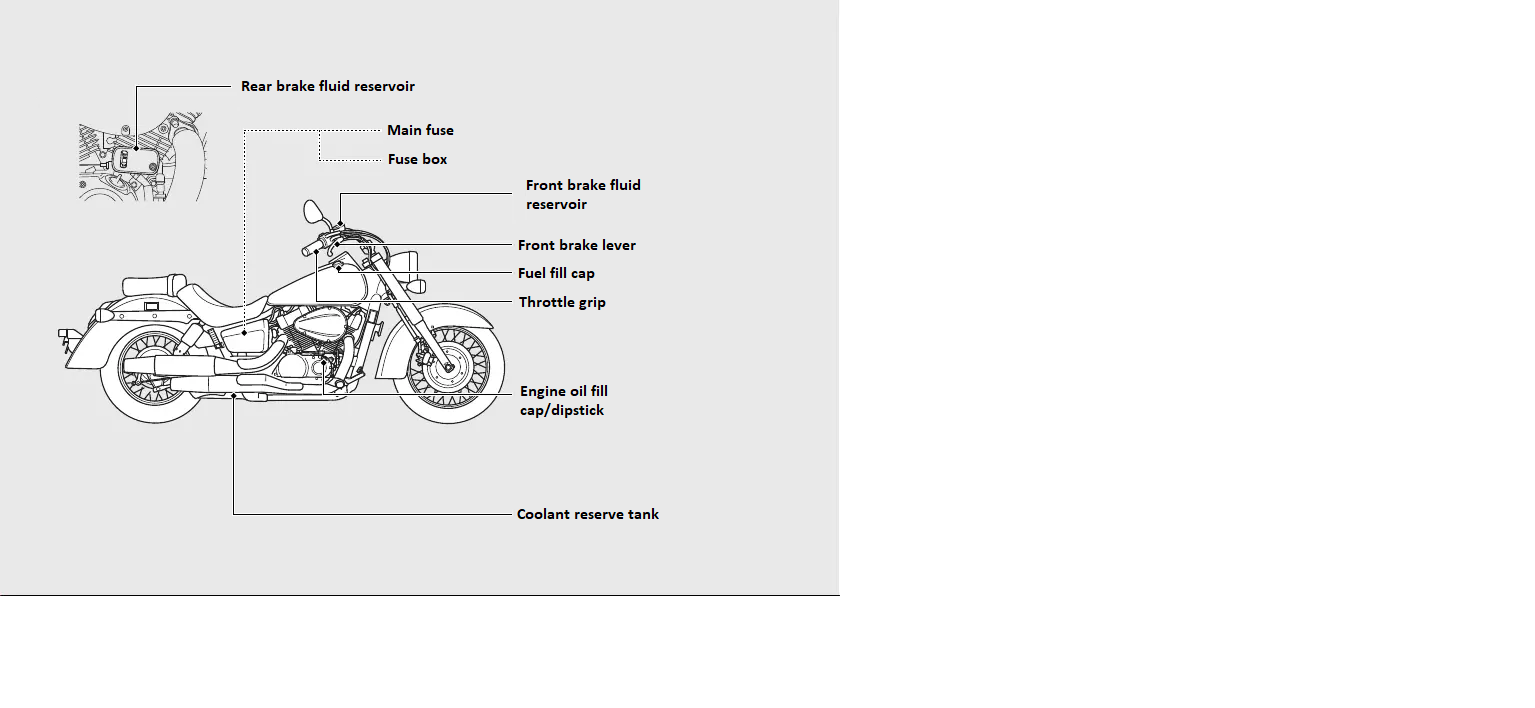 Rear brake fluid reservoir
Main fuse
Fuse box
Front brake fluid
reservoir
Front brake lever
Fuel fill cap
Throttle grip
Engine oil fill
cap/dipstick
Coolant reserve tank